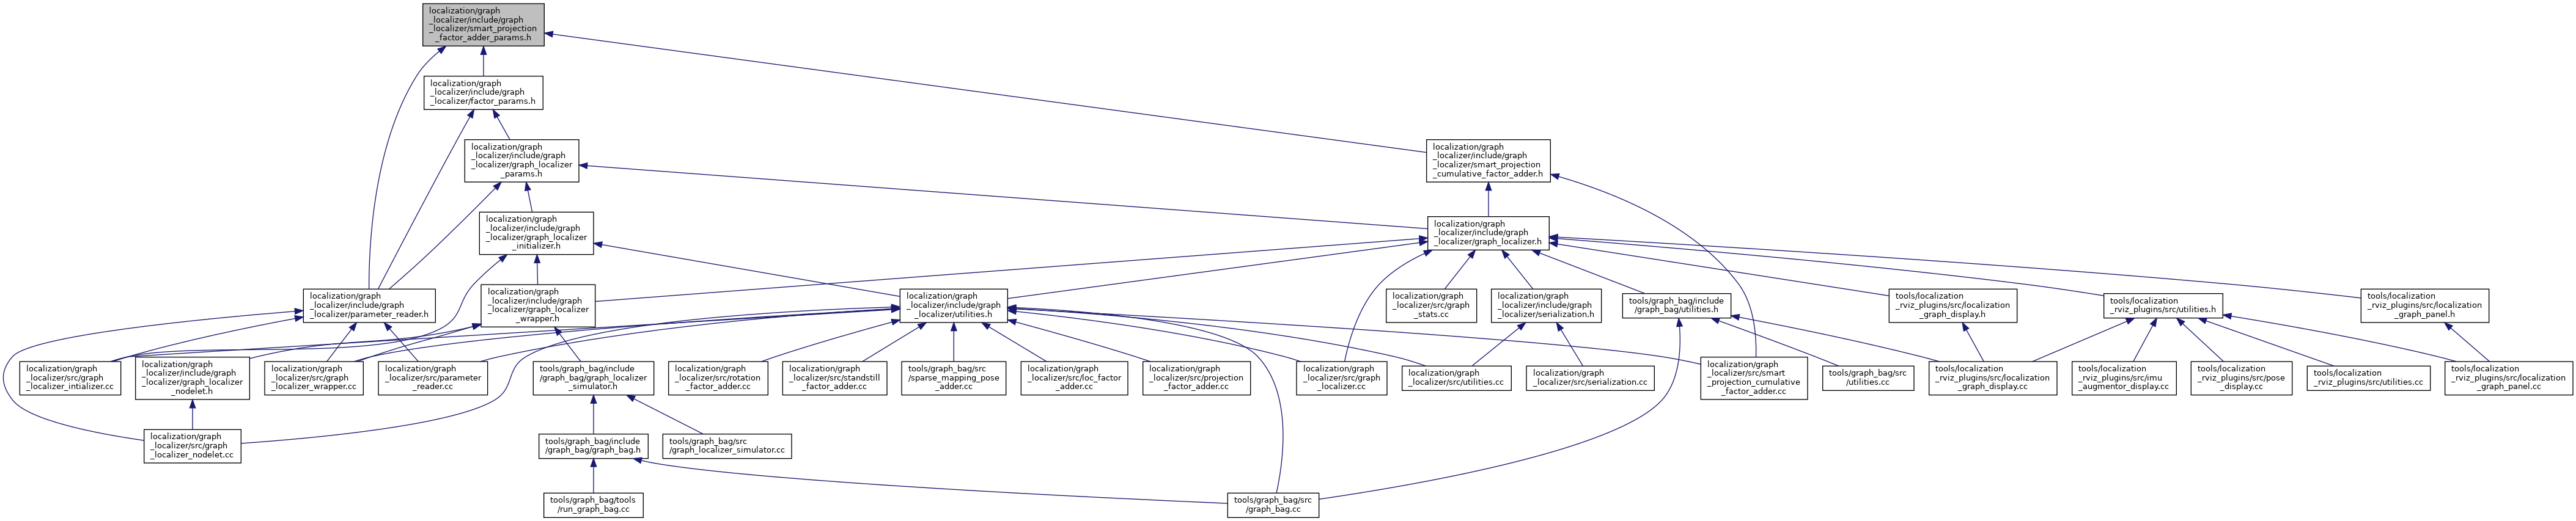 localization/graph
_localizer/include/graph
_localizer/smart_projection
_factor_adder_params.h
localization/graph
_localizer/include/graph
_localizer/factor_params.h
localization/graph
_localizer/include/graph
_localizer/graph_localizer
_params.h
localization/graph
_localizer/include/graph
_localizer/smart_projection
_cumulative_factor_adder.h
localization/graph
_localizer/include/graph
_localizer/graph_localizer
_initializer.h
localization/graph
_localizer/include/graph
_localizer/graph_localizer.h
localization/graph
_localizer/include/graph
_localizer/parameter_reader.h
localization/graph
_localizer/include/graph
_localizer/graph_localizer
_wrapper.h
localization/graph
_localizer/include/graph
_localizer/utilities.h
localization/graph
_localizer/src/graph
_stats.cc
localization/graph
_localizer/include/graph
_localizer/serialization.h
tools/graph_bag/include
/graph_bag/utilities.h
tools/localization
_rviz_plugins/src/localization
_graph_display.h
tools/localization
_rviz_plugins/src/utilities.h
tools/localization
_rviz_plugins/src/localization
_graph_panel.h
localization/graph
_localizer/src/graph
_localizer_intializer.cc
localization/graph
_localizer/include/graph
_localizer/graph_localizer
_nodelet.h
localization/graph
_localizer/src/graph
_localizer_wrapper.cc
localization/graph
_localizer/src/parameter
_reader.cc
tools/graph_bag/include
/graph_bag/graph_localizer
_simulator.h
localization/graph
_localizer/src/rotation
_factor_adder.cc
localization/graph
_localizer/src/standstill
_factor_adder.cc
tools/graph_bag/src
/sparse_mapping_pose
_adder.cc
localization/graph
_localizer/src/loc_factor
_adder.cc
localization/graph
_localizer/src/projection
_factor_adder.cc
localization/graph
_localizer/src/graph
_localizer.cc
localization/graph
_localizer/src/utilities.cc
localization/graph
_localizer/src/serialization.cc
localization/graph
_localizer/src/smart
_projection_cumulative
_factor_adder.cc
tools/graph_bag/src
/utilities.cc
tools/localization
_rviz_plugins/src/localization
_graph_display.cc
tools/localization
_rviz_plugins/src/imu
_augmentor_display.cc
tools/localization
_rviz_plugins/src/pose
_display.cc
tools/localization
_rviz_plugins/src/utilities.cc
tools/localization
_rviz_plugins/src/localization
_graph_panel.cc
localization/graph
_localizer/src/graph
_localizer_nodelet.cc
tools/graph_bag/include
/graph_bag/graph_bag.h
tools/graph_bag/src
/graph_localizer_simulator.cc
tools/graph_bag/tools
/run_graph_bag.cc
tools/graph_bag/src
/graph_bag.cc